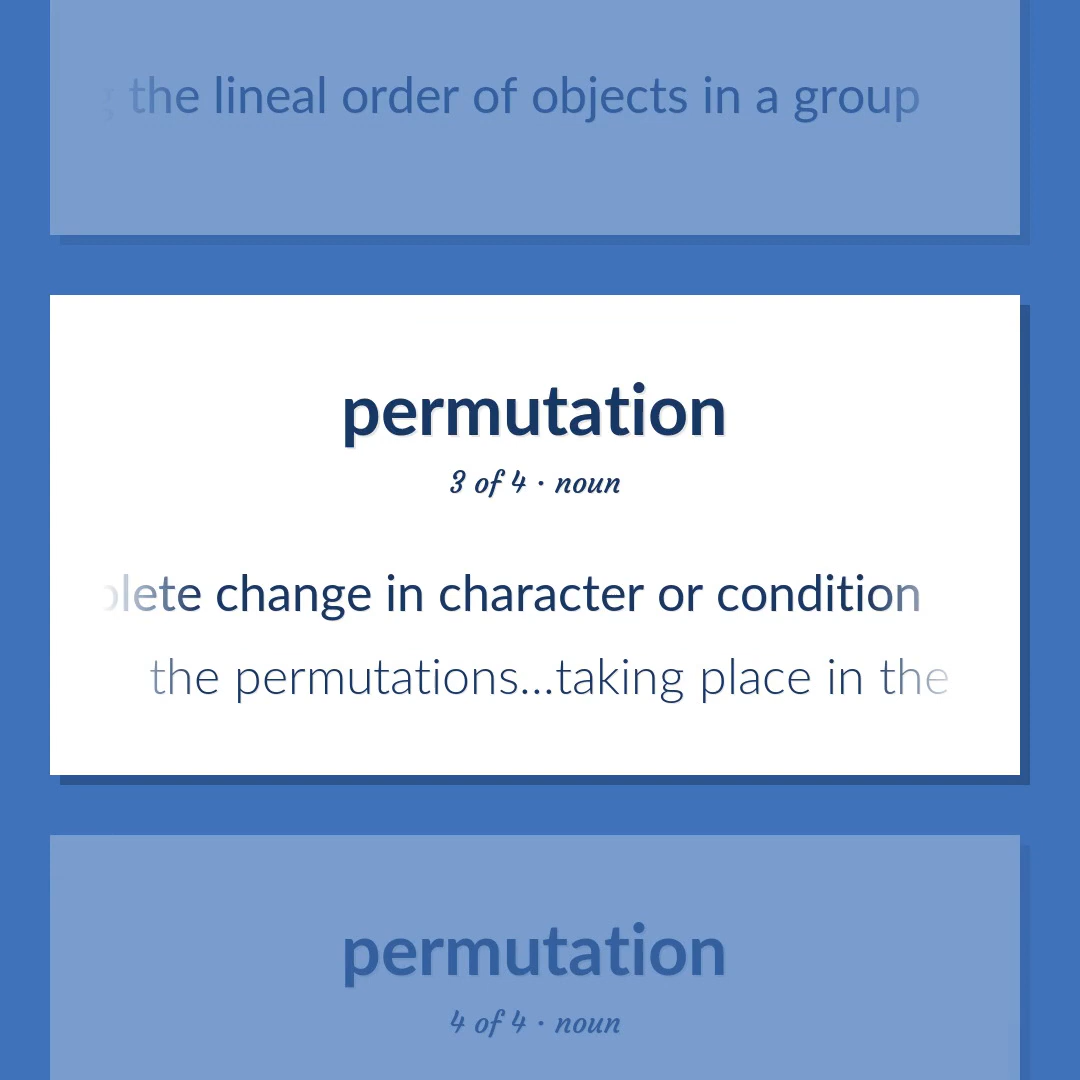 the lineal order of objects in a group
permutation
3 of 4 · noun
change in character or condition
the permutations...taking place in the
permutation
4 of 4 · noun